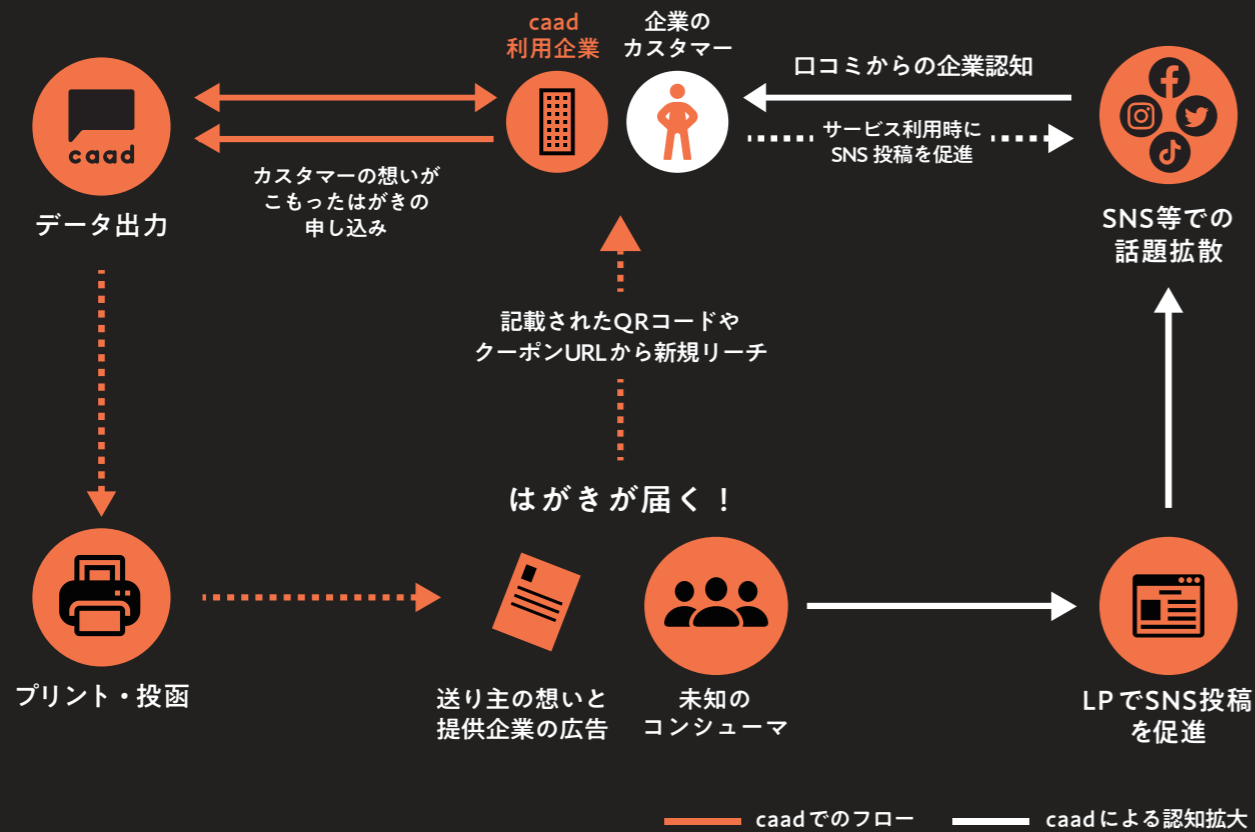 caad
利用企業
企業の
カスタマー
口コミからの企業認知
サービス利用時に
SNS 投稿を促進
caad
データ出力
カスタマーの想いが
こもったはがきの
申し込み
SNS等での
話題拡散
記載されたQRコードや
クーポンURLから新規リーチ
はがきが届く！
プリント・投函
送り主の想いと
提供企業の広告
未知の
コンシューマ
LPでSNS投稿
を促進
caadでのフロー
caadによる認知拡大